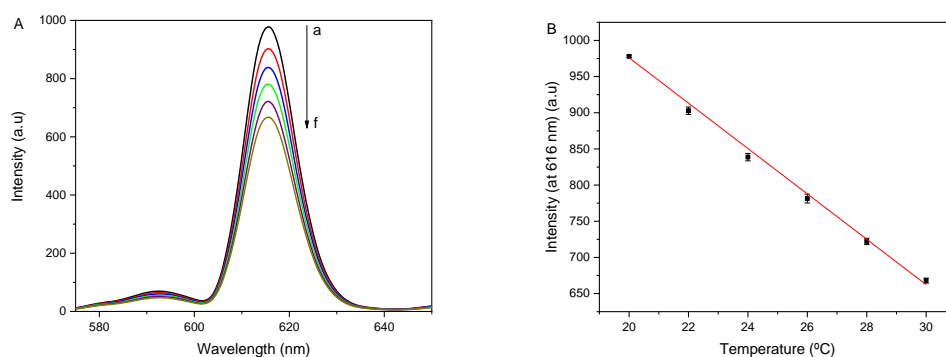 A
a
f
1000
800
600
400
200
0
580 600 620 640
Wavelength (nm)
Intensity (a.u)
B
1000
950
900
850
800
750
700
650
20 22 24 26 28 30
Temperature (ºC)
Intensity (at 616 nm) (a.u)